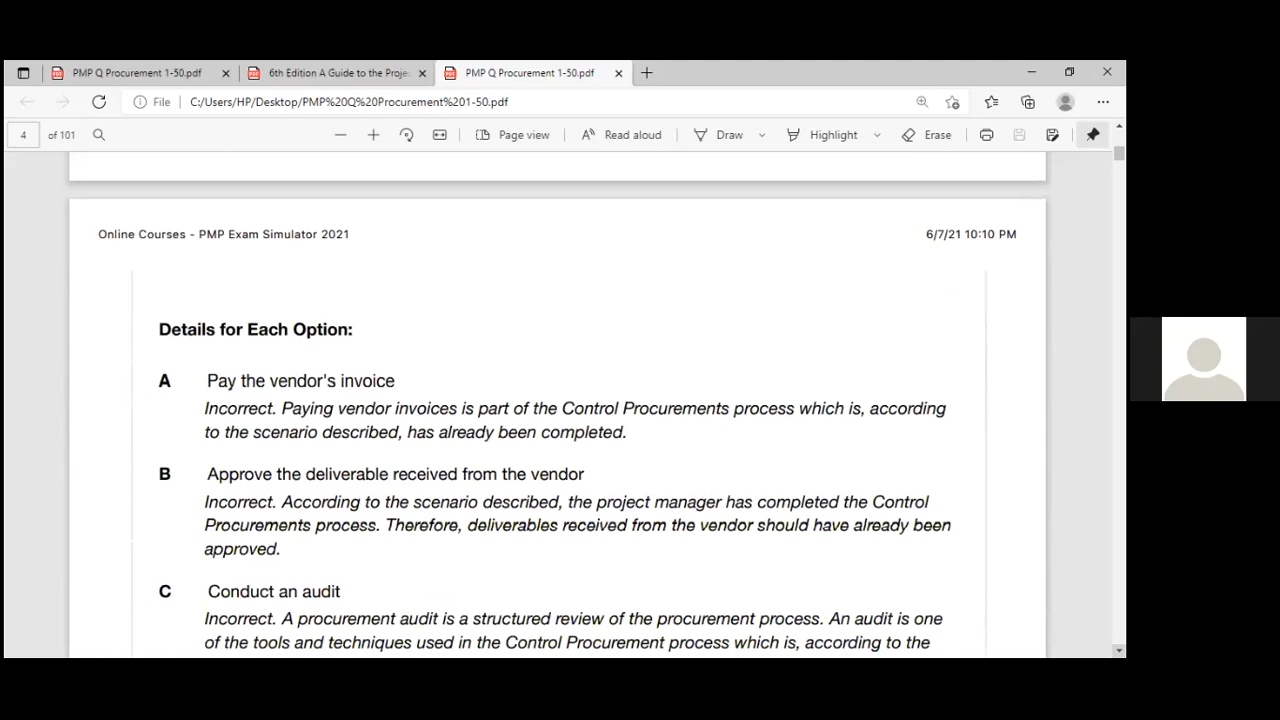 PMP Q Procurement 1-50.pdf
6th Edition A Guide to the Proje
PMP Q Procurement 1-50.pdf
File C:/Users/HP/Desktop/PMP%20Q%20Procurement%201-50.pdf
4 of 101 Page view Read aloud Draw Highlight Erase
Online Courses - PMP Exam Simulator 2021 6/7/21 10:10 PM
Details for Each Option:
A Pay the vendor's invoice
Incorrect. Paying vendor invoices is part of the Control Procurements process which is, according
to the scenario described, has already been completed.
B Approve the deliverable received from the vendor
Incorrect. According to the scenario described, the project manager has completed the Control
Procurements process. Therefore, deliverables received from the vendor should have already been
approved.
C Conduct an audit
Incorrect. A procurement audit is a structured review of the procurement process. An audit is one
of the tools and techniques used in the Control Procurement process which is, according to the